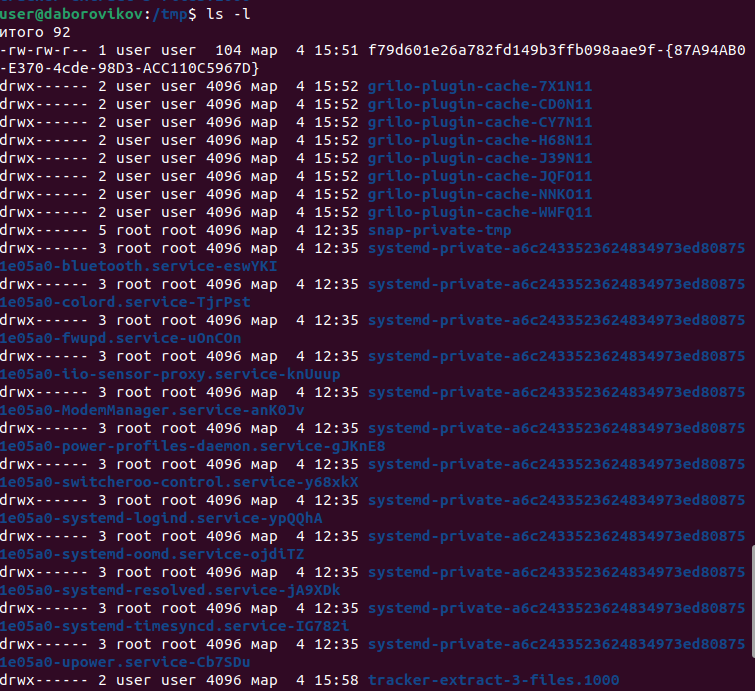 user@daborovikov:/tmp$ ls -l
итого 92
-rw-rw-r-- 1 user user  104 мар  4 15:51 f79d601e26a782fd149b3ffb098aae9f-{87A94AB0
-E370-4cde-98D3-ACC110C5967D}
drwx------ 2 user user 4096 мар  4 15:52 grilo-plugin-cache-7X1N11
drwx------ 2 user user 4096 мар  4 15:52 grilo-plugin-cache-CD0N11
drwx------ 2 user user 4096 мар  4 15:52 grilo-plugin-cache-CY7N11
drwx------ 2 user user 4096 мар  4 15:52 grilo-plugin-cache-H68N11
drwx------ 2 user user 4096 мар  4 15:52 grilo-plugin-cache-J39N11
drwx------ 2 user user 4096 мар  4 15:52 grilo-plugin-cache-JQFO11
drwx------ 2 user user 4096 мар  4 15:52 grilo-plugin-cache-NNKO11
drwx------ 2 user user 4096 мар  4 15:52 grilo-plugin-cache-WWFQ11
drwx------ 5 root root 4096 мар  4 12:35 snap-private-tmp
drwx------ 3 root root 4096 мар  4 12:35 systemd-private-a6c2433523624834973ed80875
1e05a0-bluetooth.service-eswYKI
drwx------ 3 root root 4096 мар  4 12:35 systemd-private-a6c2433523624834973ed80875
1e05a0-colord.service-TjrPst
drwx------ 3 root root 4096 мар  4 12:35 systemd-private-a6c2433523624834973ed80875
1e05a0-fwupd.service-uOnCOn
drwx------ 3 root root 4096 мар  4 12:35 systemd-private-a6c2433523624834973ed80875
1e05a0-iio-sensor-proxy.service-knUuup
drwx------ 3 root root 4096 мар  4 12:35 systemd-private-a6c2433523624834973ed80875
1e05a0-ModemManager.service-anK0Jv
drwx------ 3 root root 4096 мар  4 12:35 systemd-private-a6c2433523624834973ed80875
1e05a0-power-profiles-daemon.service-gJKnE8
drwx------ 3 root root 4096 мар  4 12:35 systemd-private-a6c2433523624834973ed80875
1e05a0-switcheroo-control.service-y68xkX
drwx------ 3 root root 4096 мар  4 12:35 systemd-private-a6c2433523624834973ed80875
1e05a0-systemd-logind.service-ypQQhA
drwx------ 3 root root 4096 мар  4 12:35 systemd-private-a6c2433523624834973ed80875
1e05a0-systemd-oomd.service-ojdiTZ
drwx------ 3 root root 4096 мар  4 12:35 systemd-private-a6c2433523624834973ed80875
1e05a0-systemd-resolved.service-jA9XDk
drwx------ 3 root root 4096 мар  4 12:35 systemd-private-a6c2433523624834973ed80875
1e05a0-systemd-timesyncd.service-IG782i
drwx------ 3 root root 4096 мар  4 12:35 systemd-private-a6c2433523624834973ed80875
1e05a0-upower.service-Cb7SDu
drwx------ 2 user user 4096 мар  4 15:58 tracker-extract-3-files.1000